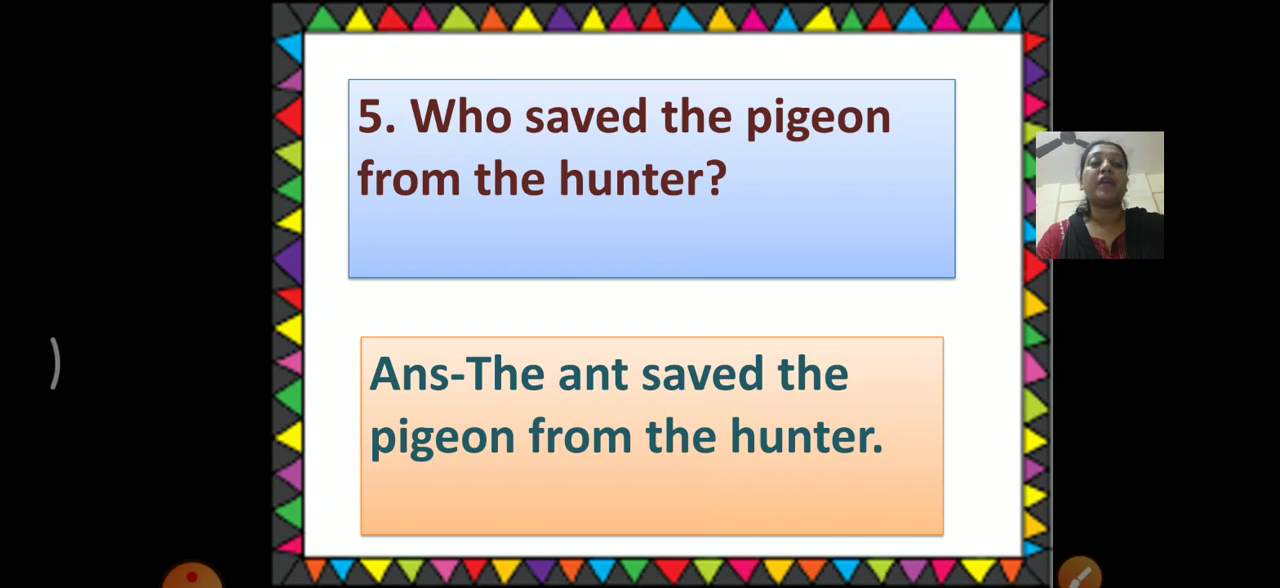 5. Who saved the pigeon
from the hunter?
Ans-The ant saved the
pigeon from the hunter.